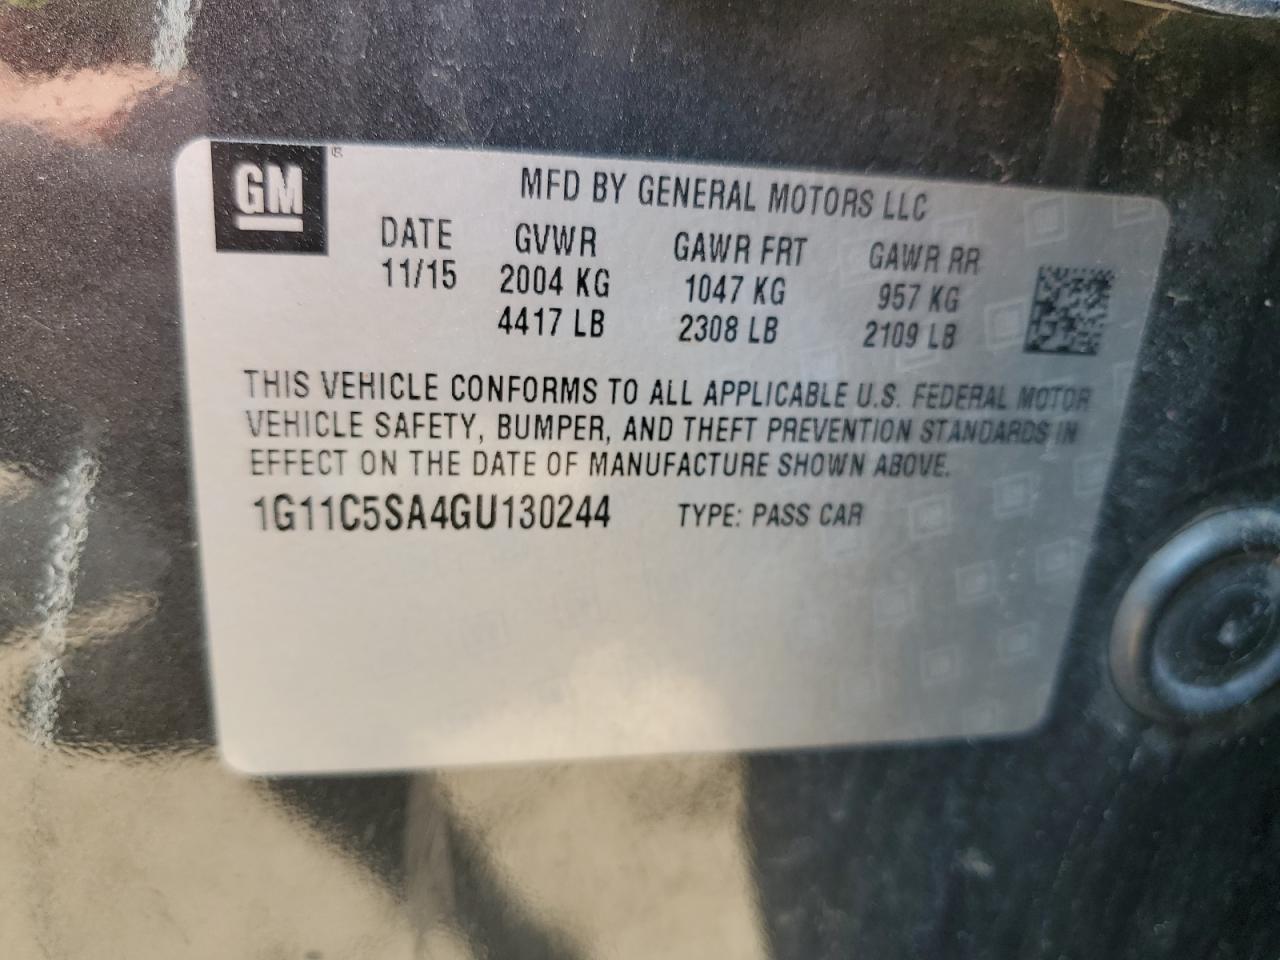 GM
MFD BY GENERAL MOTORS LLC
DATE GVWR GAWR FRT GAWR RR
11/15 2004 KG 1047 KG 957 KG
4417 LB 2308 LB 2109 LB
THIS VEHICLE CONFORMS TO ALL APPLICABLE U.S. FEDERAL MOTOR
VEHICLE SAFETY, BUMPER, AND THEFT PREVENTION STANDARDS IN
EFFECT ON THE DATE OF MANUFACTURE SHOWN ABOVE.
1G11C5SA4GU130244 TYPE: PASS CAR